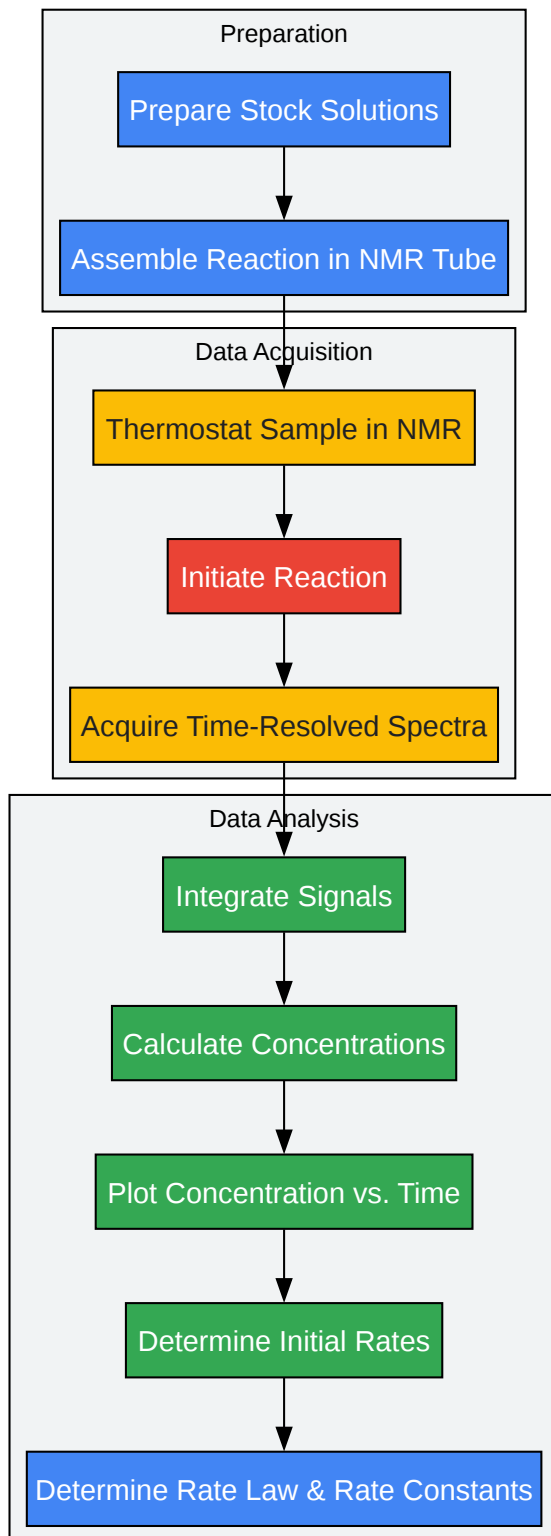 Preparation
Prepare Stock Solutions
Assemble Reaction in NMR Tube
Data Acquisition
Thermostat Sample in NMR
Initiate Reaction
Acquire Time-Resolved Spectra
Data Analysis
Integrate Signals
Calculate Concentrations
Plot Concentration vs. Time
Determine Initial Rates
Determine Rate Law & Rate Constants